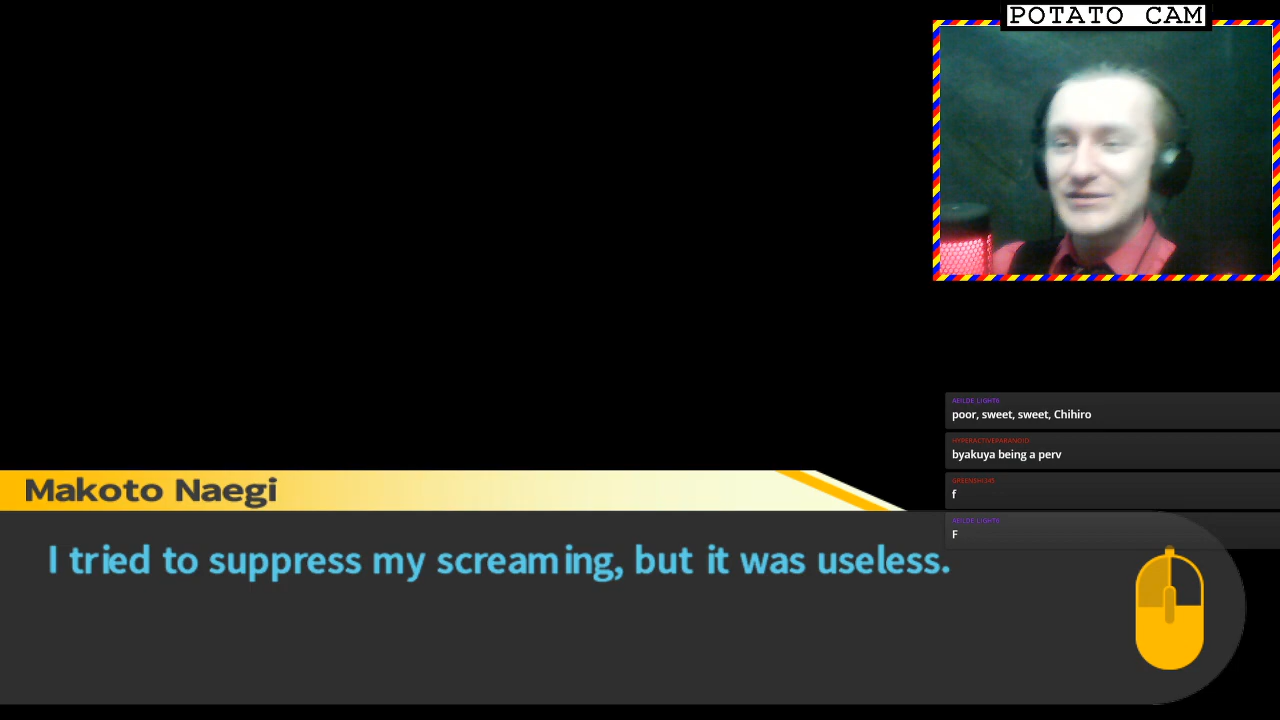 POTATO CAM
poor, sweet, sweet, Chihiro
HYPERACTIVEPARANOID
byakuya being a perv
f
F
Makoto Naegi
I tried to suppress my screaming, but it was useless.